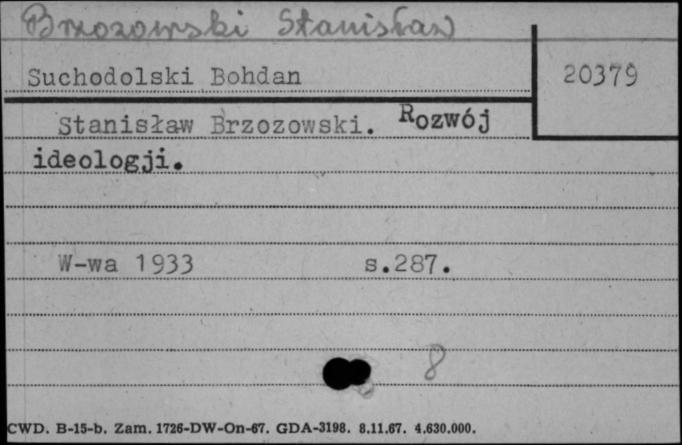 Brzozowski Stanisław
Suchodolski Bohdan
20379
Stanisław Brzozowski. Rozwój
ideologji.
W-wa 1933 s.287.
8
CWD. B-15-b. Zam. 1726-DW-On-67. GDA-3198. 8.11.67. 4.630.000.